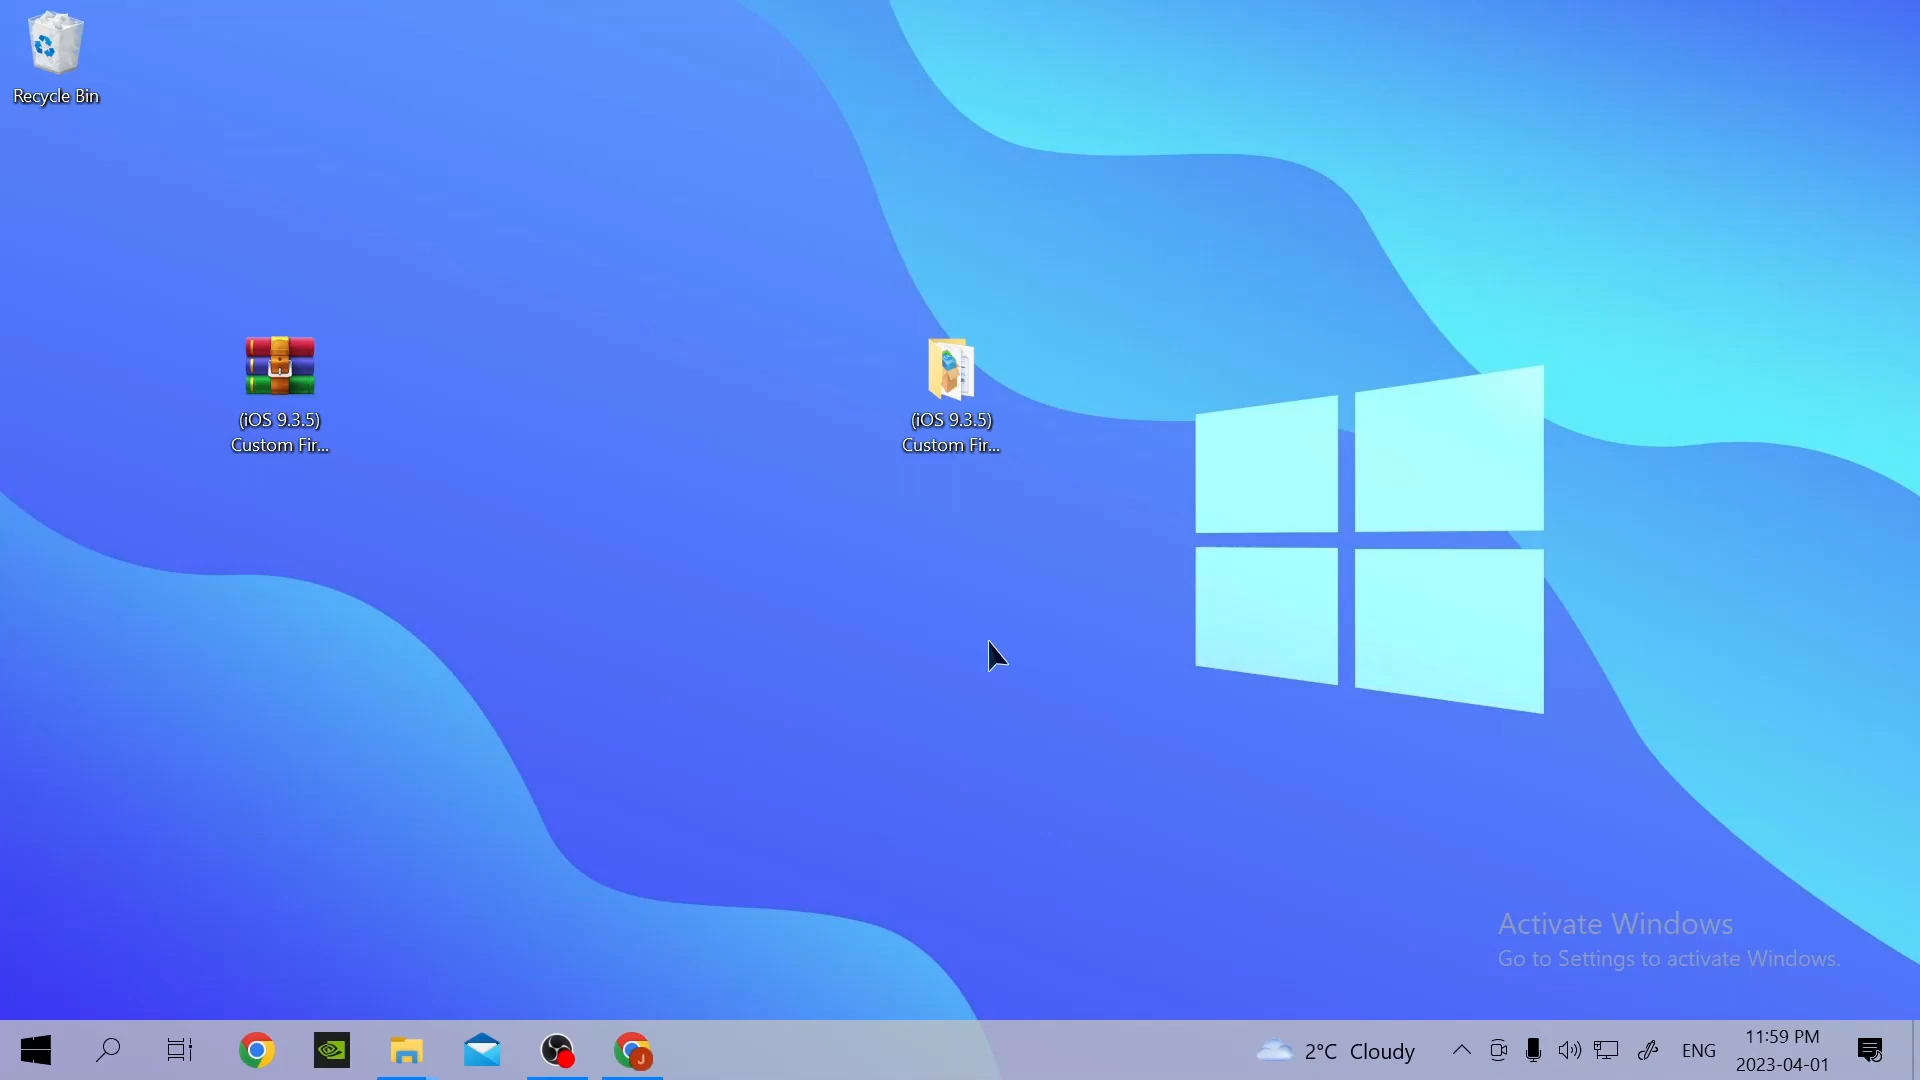 Recycle Bin
(iOS 9.3.5)
Custom Fir...
(iOS 9.3.5)
Custom Fir...
Activate Windows
Go to Settings to activate Windows.
J
2°C Cloudy
ENG
11:59 PM
2023-04-01